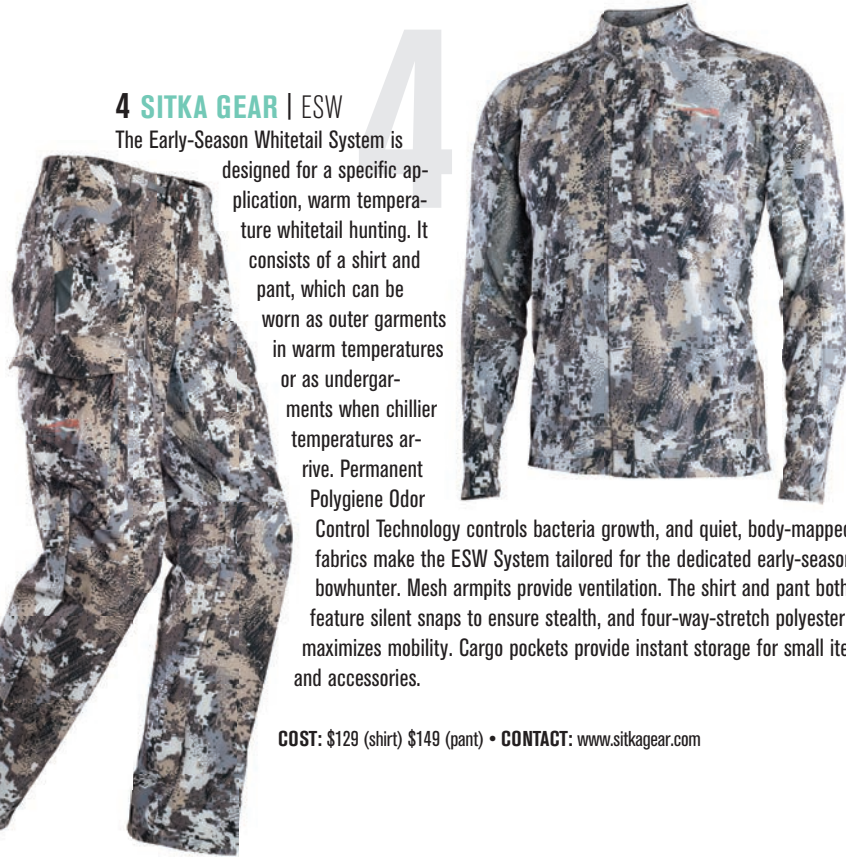 4
4 SITKA GEAR | ESW
The Early-Season Whitetail System is
designed for a specific ap-
plication, warm tempera-
ture whitetail hunting. It
consists of a shirt and
pant, which can be
worn as outer garments
in warm temperatures
or as undergar-
ments when chillier
temperatures ar-
rive. Permanent
Polygiene Odor
Control Technology controls bacteria growth, and quiet, body-mapped
fabrics make the ESW System tailored for the dedicated early-season
bowhunter. Mesh armpits provide ventilation. The shirt and pant both
feature silent snaps to ensure stealth, and four-way-stretch polyester
maximizes mobility. Cargo pockets provide instant storage for small ite
and accessories.
COST: $129 (shirt) $149 (pant) • CONTACT: www.sitkagear.com